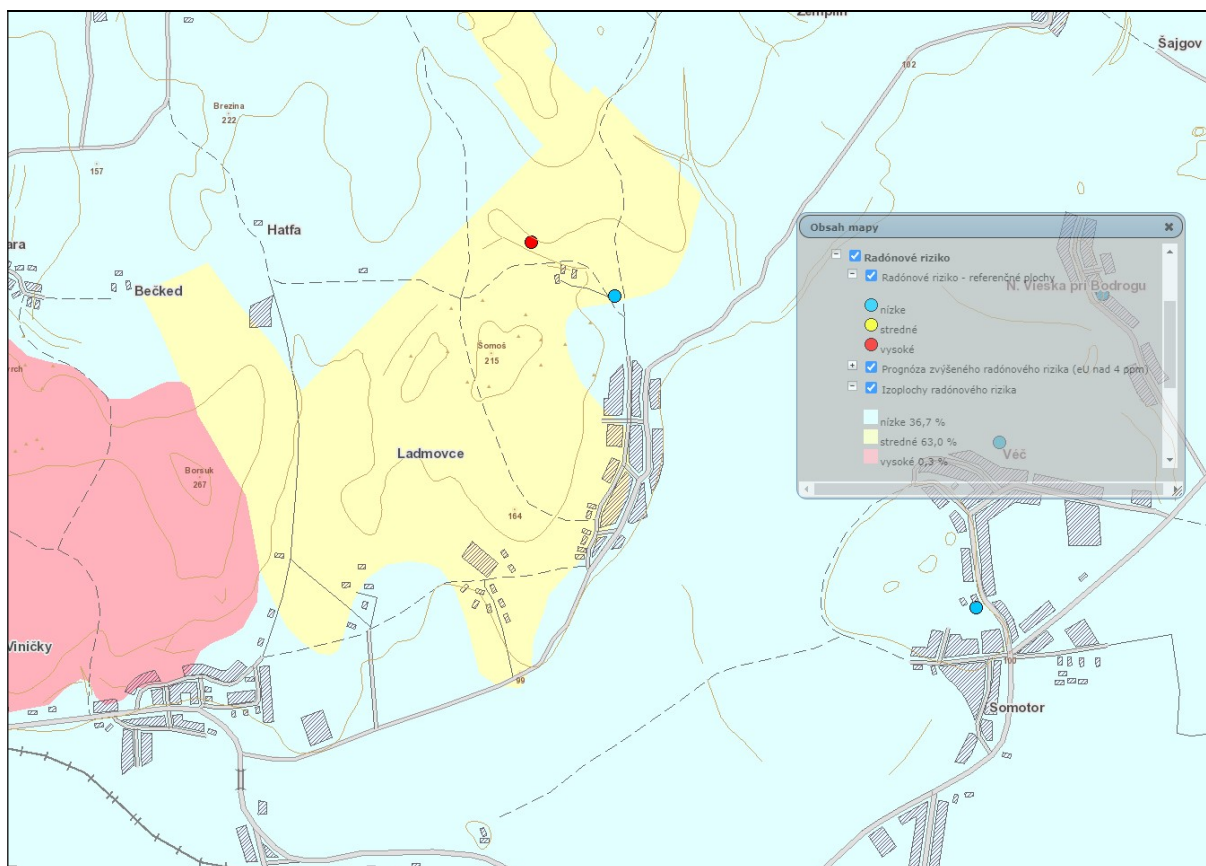 Zemplín
Šajgov
102
Brezina
222
157
Hatfa
ara
Bečked
Obsah mapy
Radónové riziko
Radónové riziko - referenčné plochy
N. Vieska pri Bodrogu
nízke
stredné
vysoké
Prognóza zvýšeného radónového rizika (eU nad 4 ppm)
Izoplochy radónového rizika
nízke 36,7 %
stredné 63,0 %
vysoké 0,3 %
Véč
Šomoš
215
vrch
Ladmovce
Borsuk
267
164
Viničky
99
100
Somotor